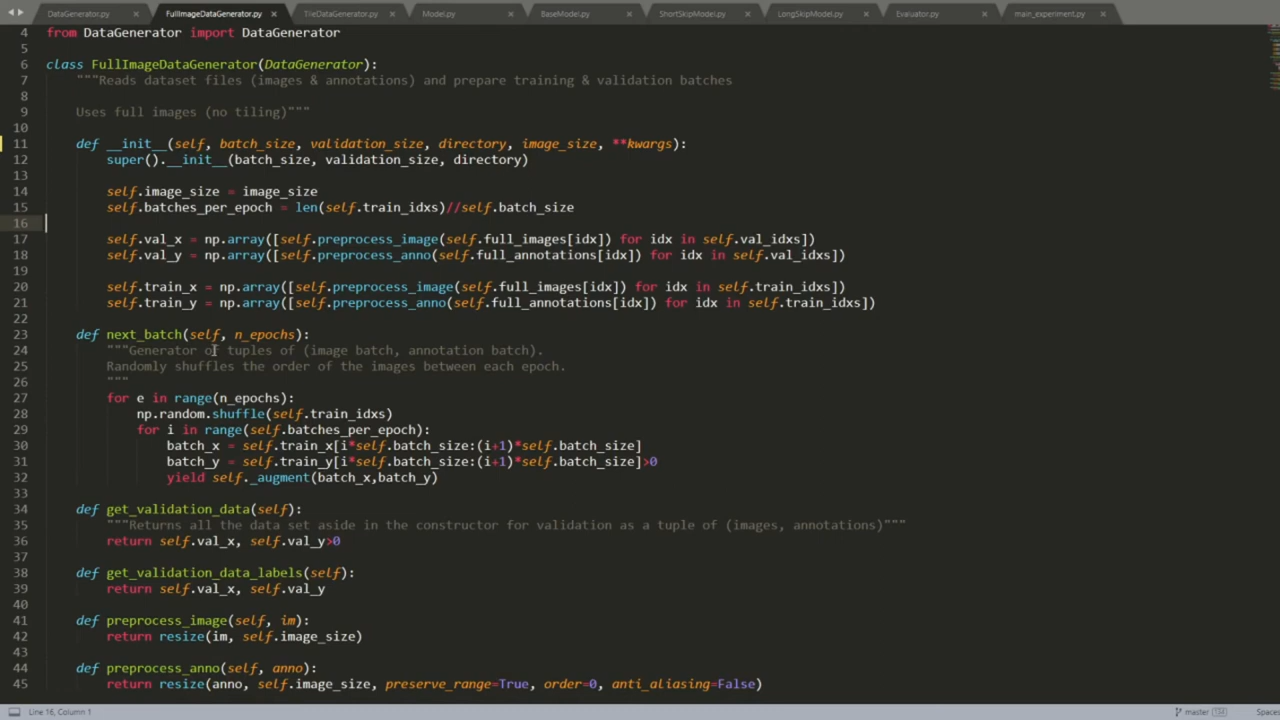 DataGenerator.py × FullImageDataGenerator.py × TileDataGenerator.py × Model.py × BaseModel.py × ShortSkipModel.py × LongSkipModel.py × Evaluator.py × main_experiment.py ×
4 from DataGenerator import DataGenerator
5
6 class FullImageDataGenerator(DataGenerator):
7 """Reads dataset files (images & annotations) and prepare training & validation batches
8
9 Uses full images (no tiling)"""
10
11 def __init__(self, batch_size, validation_size, directory, image_size, **kwargs):
12 super().__init__(batch_size, validation_size, directory)
13
14 self.image_size = image_size
15 self.batches_per_epoch = len(self.train_idxs)//self.batch_size
16
17 self.val_x = np.array([self.preprocess_image(self.full_images[idx]) for idx in self.val_idxs])
18 self.val_y = np.array([self.preprocess_anno(self.full_annotations[idx]) for idx in self.val_idxs])
19
20 self.train_x = np.array([self.preprocess_image(self.full_images[idx]) for idx in self.train_idxs])
21 self.train_y = np.array([self.preprocess_anno(self.full_annotations[idx]) for idx in self.train_idxs])
22
23 def next_batch(self, n_epochs):
24 """Generator of tuples of (image batch, annotation batch).
25 Randomly shuffles the order of the images between each epoch.
26 """
27 for e in range(n_epochs):
28 np.random.shuffle(self.train_idxs)
29 for i in range(self.batches_per_epoch):
30 batch_x = self.train_x[i*self.batch_size:(i+1)*self.batch_size]
31 batch_y = self.train_y[i*self.batch_size:(i+1)*self.batch_size]>0
32 yield self._augment(batch_x,batch_y)
33
34 def get_validation_data(self):
35 """Returns all the data set aside in the constructor for validation as a tuple of (images, annotations)"""
36 return self.val_x, self.val_y>0
37
38 def get_validation_data_labels(self):
39 return self.val_x, self.val_y
40
41 def preprocess_image(self, im):
42 return resize(im, self.image_size)
43
44 def preprocess_anno(self, anno):
45 return resize(anno, self.image_size, preserve_range=True, order=0, anti_aliasing=False)
Line 16, Column 1 master Spaces